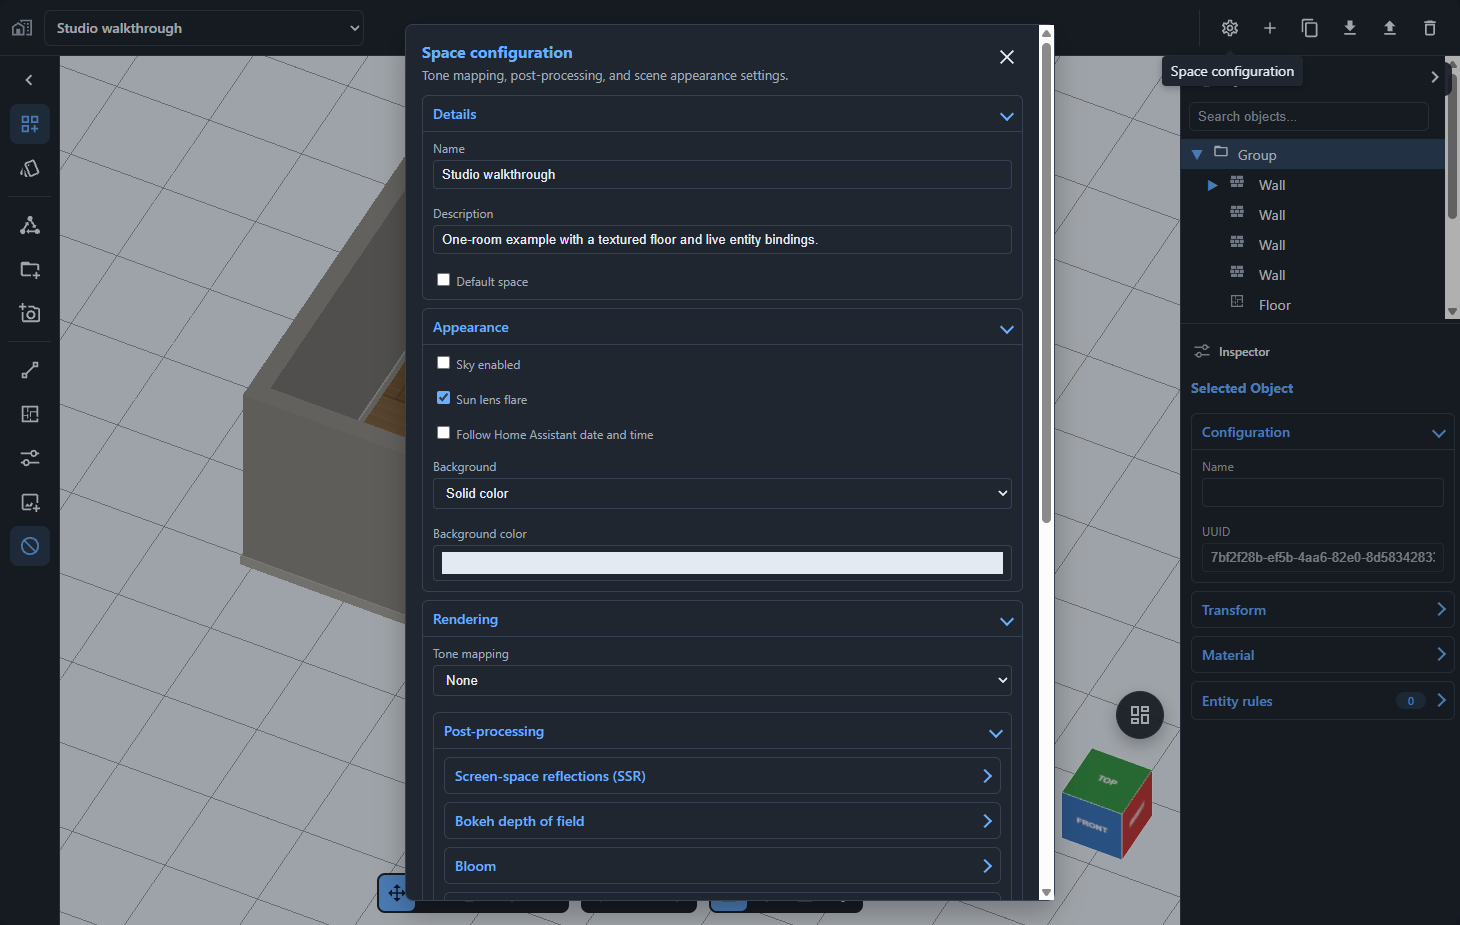 Studio walkthrough
Space configuration
Tone mapping, post-processing, and scene appearance settings.
Details
Name
Studio walkthrough
Description
One-room example with a textured floor and live entity bindings.
Default space
Appearance
Sky enabled
Sun lens flare
Follow Home Assistant date and time
Background
Solid color
Background color
Rendering
Tone mapping
None
Post-processing
Screen-space reflections (SSR)
Bokeh depth of field
Bloom
Space configuration
Search objects...
Group
Wall
Wall
Wall
Wall
Floor
Inspector
Selected Object
Configuration
Name
UUID
7bf2f28b-ef5b-4aa6-82e0-8d5834283
Transform
Material
Entity rules
0
TOP
FRONT